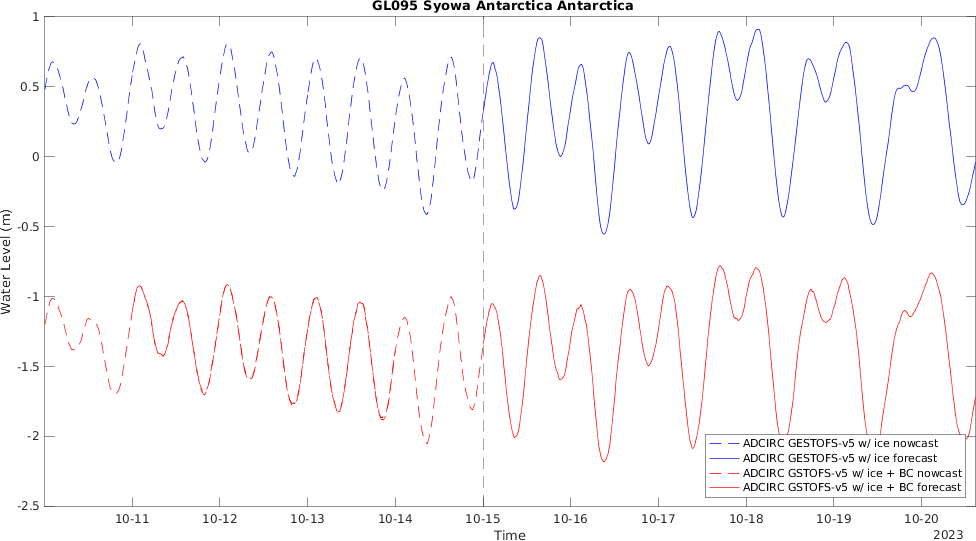 GL095 Syowa Antarctica Antarctica
1
0.5
0
-0.5
-1
-1.5
-2
-2.5
Water Level (m)
ADCIRC GESTOFS-v5 w/ ice nowcast
ADCIRC GESTOFS-v5 w/ ice forecast
ADCIRC GSTOFS-v5 w/ ice + BC nowcast
ADCIRC GSTOFS-v5 w/ ice + BC forecast
10-11 10-12 10-13 10-14 10-15 10-16 10-17 10-18 10-19 10-20
Time
2023